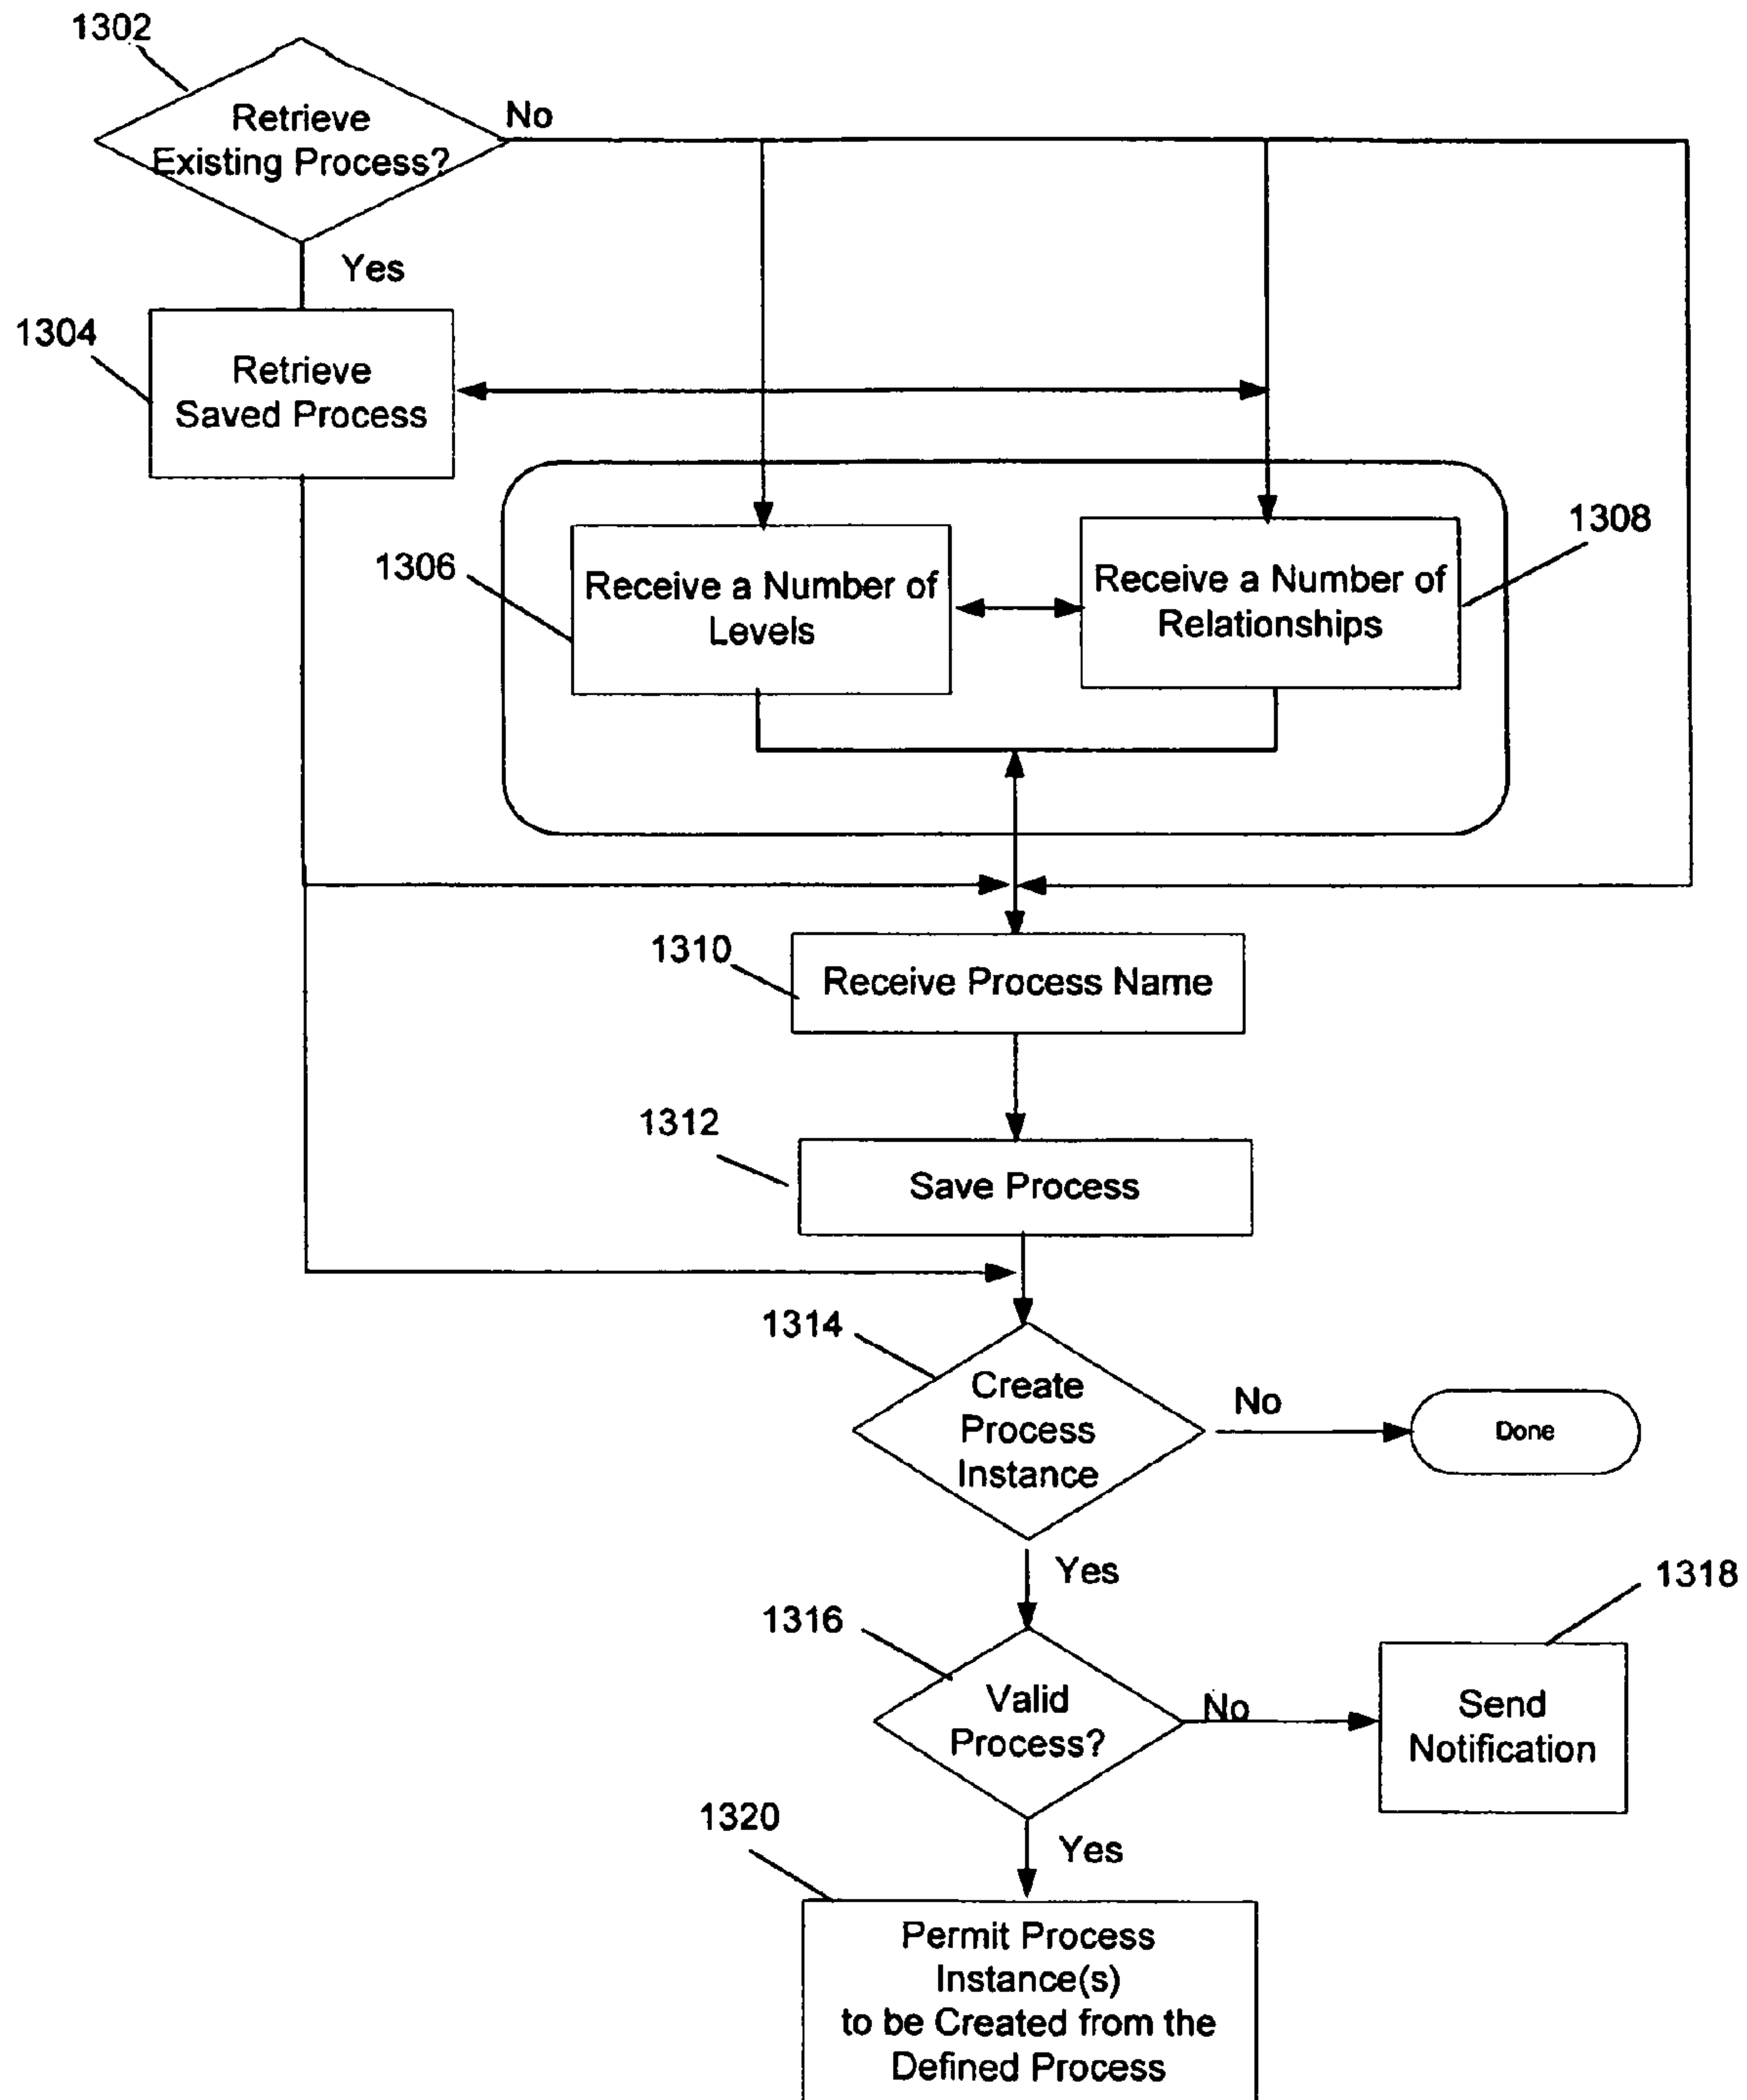 1302
Retrieve
Existing Process?
No
Yes
1304
Retrieve
Saved Process
1306
Receive a Number of
Levels
1308
Receive a Number of
Relationships
1310
Receive Process Name
1312
Save Process
1314
Create
Process
Instance
No
Done
Yes
1316
Valid
Process?
No
1318
Send
Notification
Yes
1320
Permit Process
Instance(s)
to be Created from the
Defined Process